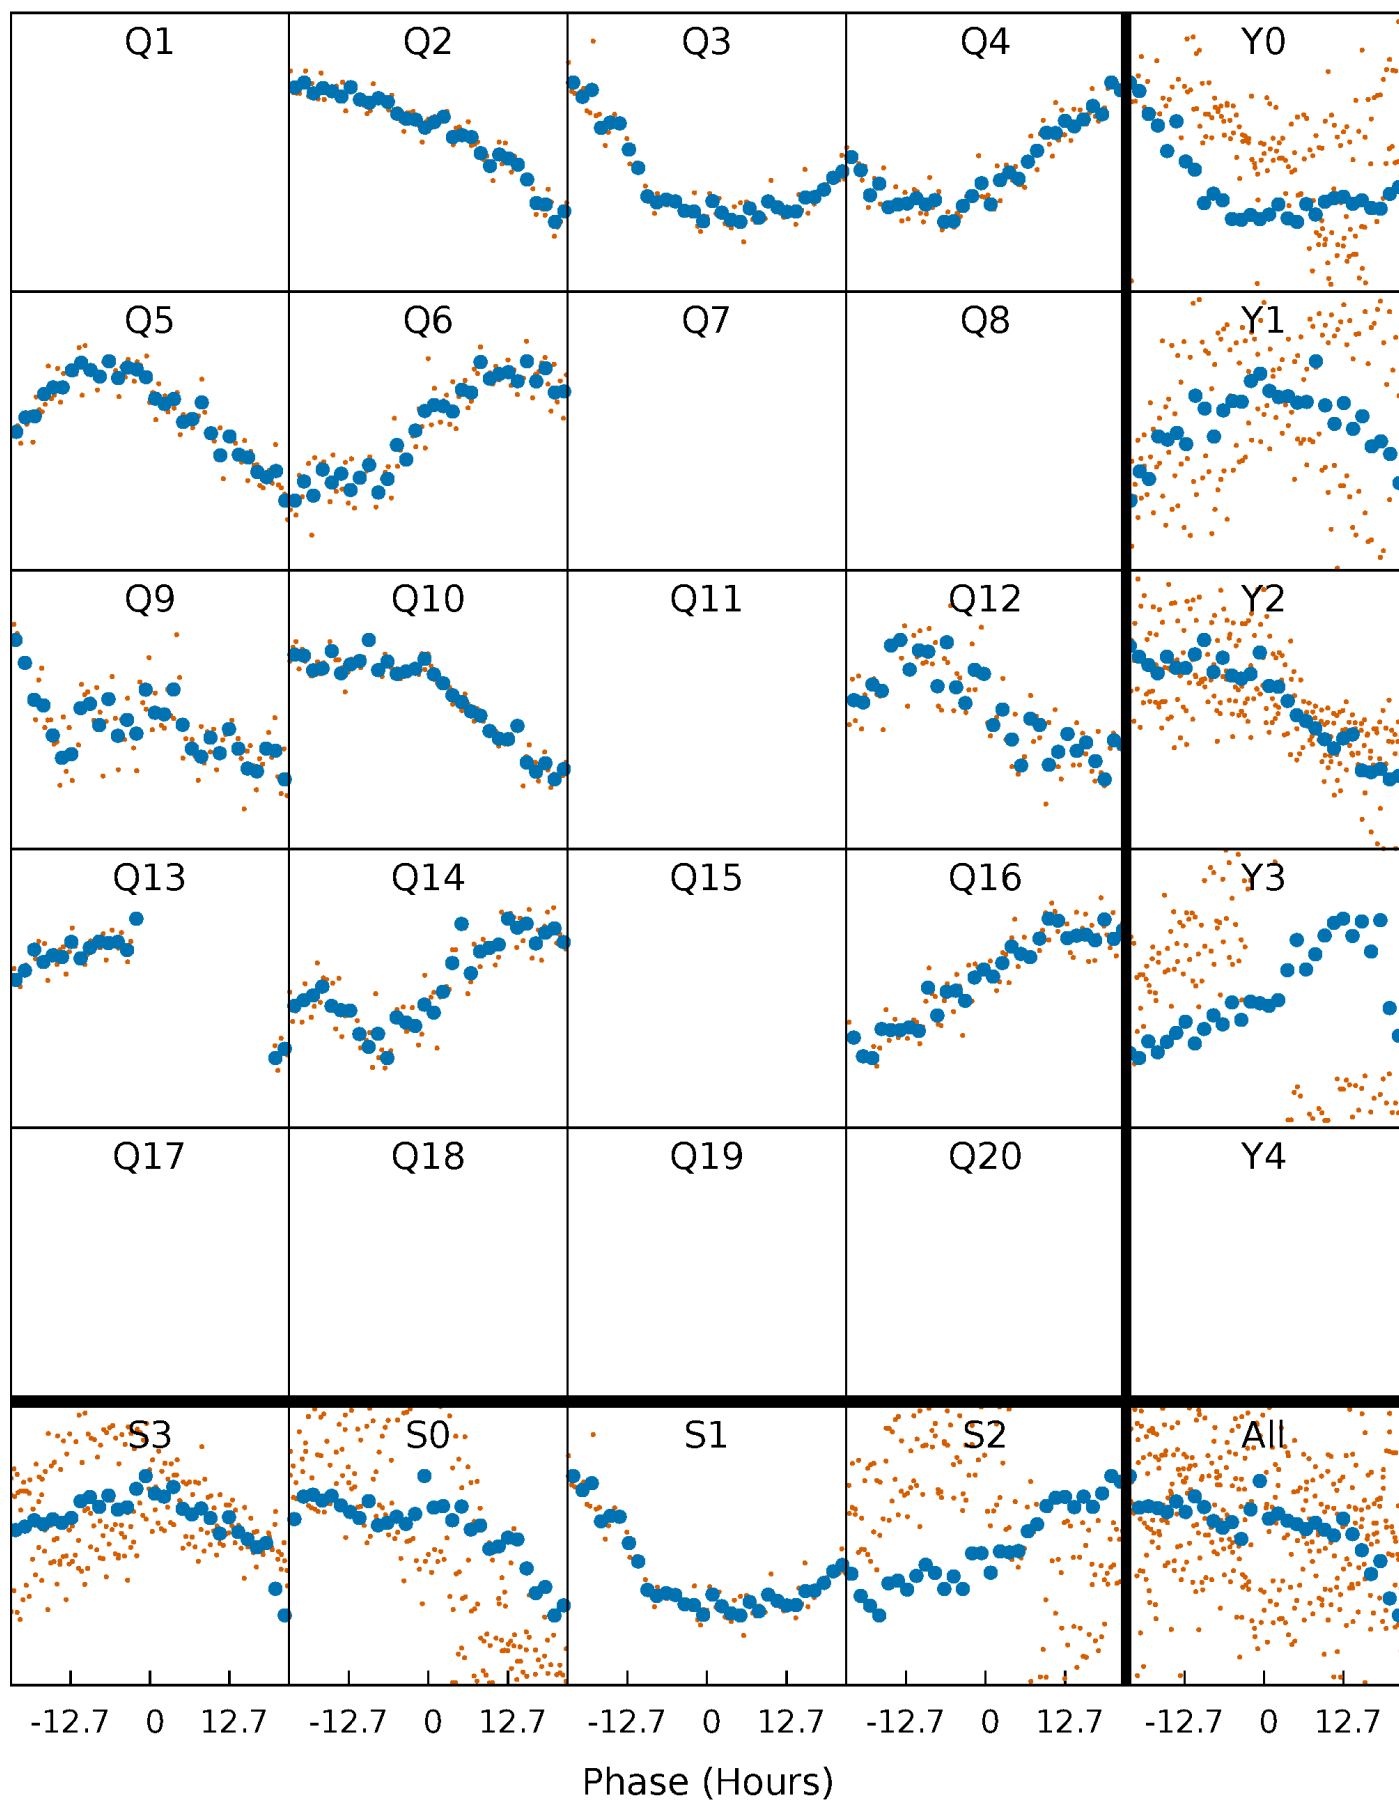 Q1 Q2 Q3 Q4 Y0
Q5 Q6 Q7 Q8 Y1
Q9 Q10 Q11 Q12 Y2
Q13 Q14 Q15 Q16 Y3
Q17 Q18 Q19 Q20 Y4
S3 S0 S1 S2 All
-12.7 0 12.7 -12.7 0 12.7 -12.7 0 12.7 -12.7 0 12.7 -12.7 0 12.7
Phase (Hours)